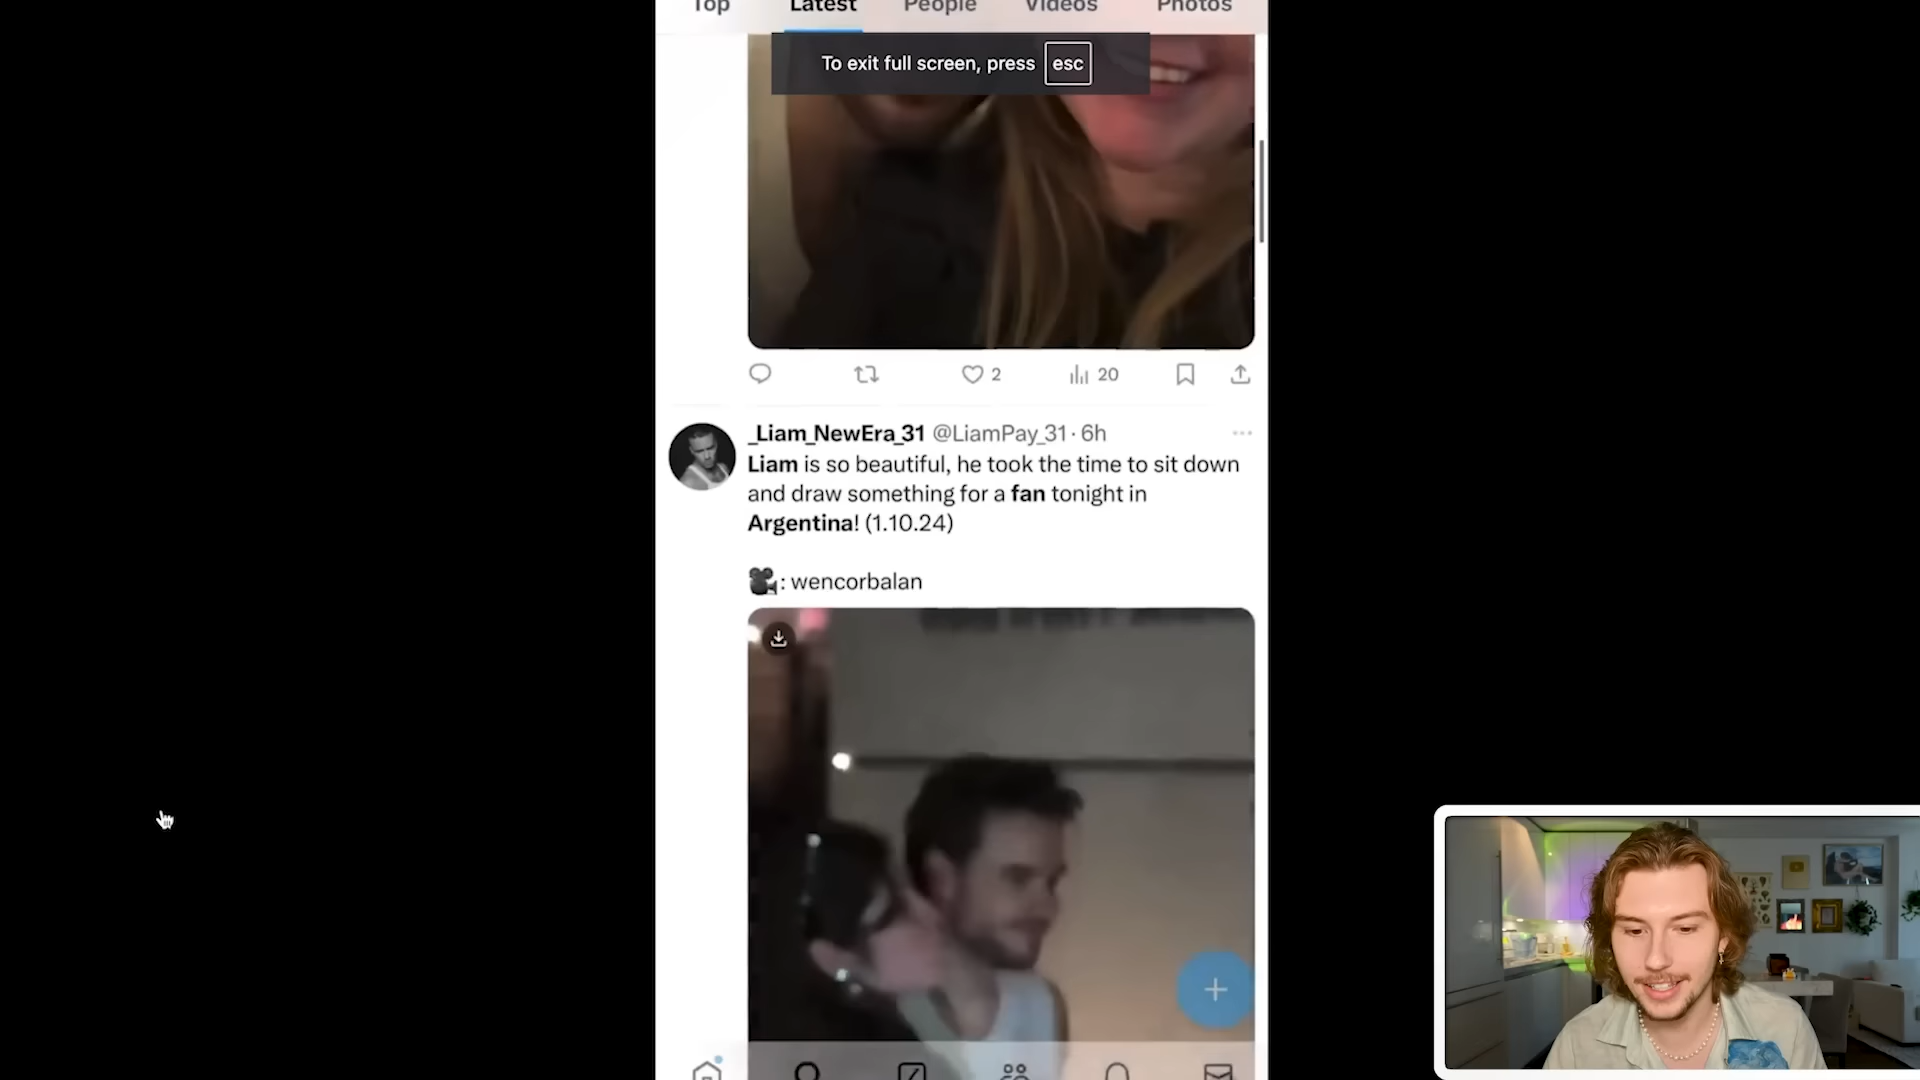 Top Latest People Videos Photos
To exit full screen, press esc
2 20
_Liam_NewEra_31 @LiamPay_31 · 6h
Liam is so beautiful, he took the time to sit down
and draw something for a fan tonight in
Argentina! (1.10.24)
: wencorbalan